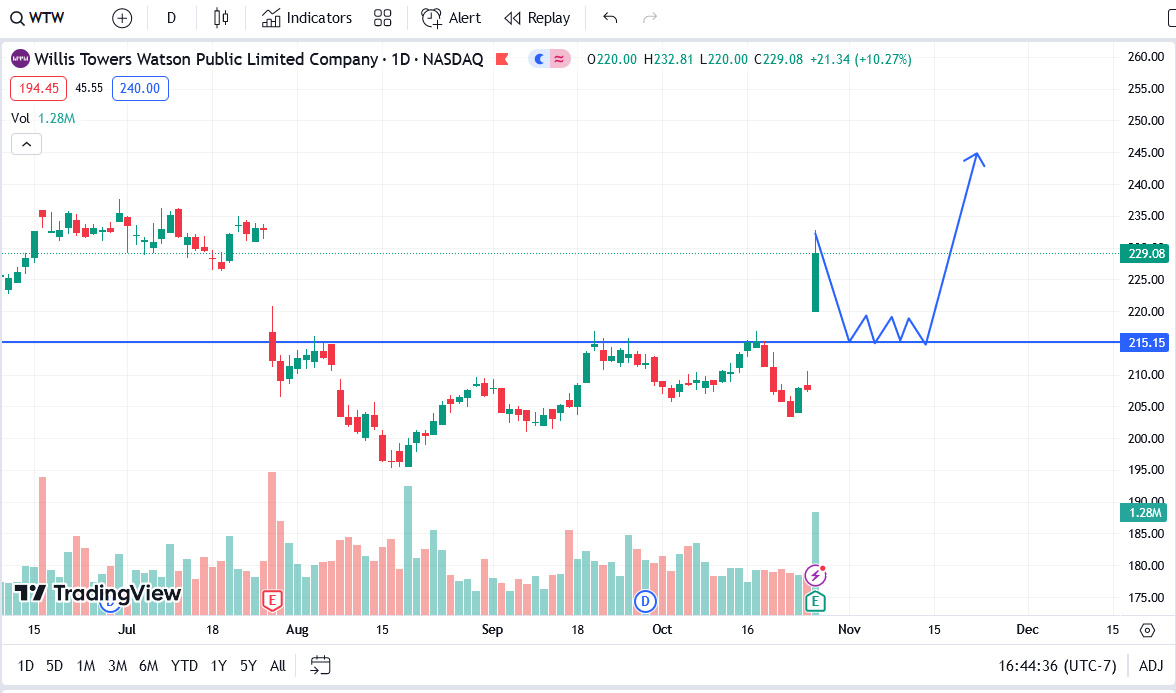 WTW D Indicators Alert Replay
WTW Willis Towers Watson Public Limited Company · 1D · NASDAQ O220.00 H232.81 L220.00 C229.08 +21.34 (+10.27%)
194.45 45.55 240.00
Vol 1.28M
260.00
255.00
250.00
245.00
240.00
235.00
229.08
225.00
220.00
215.15
210.00
205.00
200.00
195.00
190.00
1.28M
185.00
180.00
175.00
TradingView
D E D E
15 Jul 18 Aug 15 Sep 18 Oct 16 Nov 15 Dec 15
1D 5D 1M 3M 6M YTD 1Y 5Y All 16:44:36 (UTC-7) ADJ